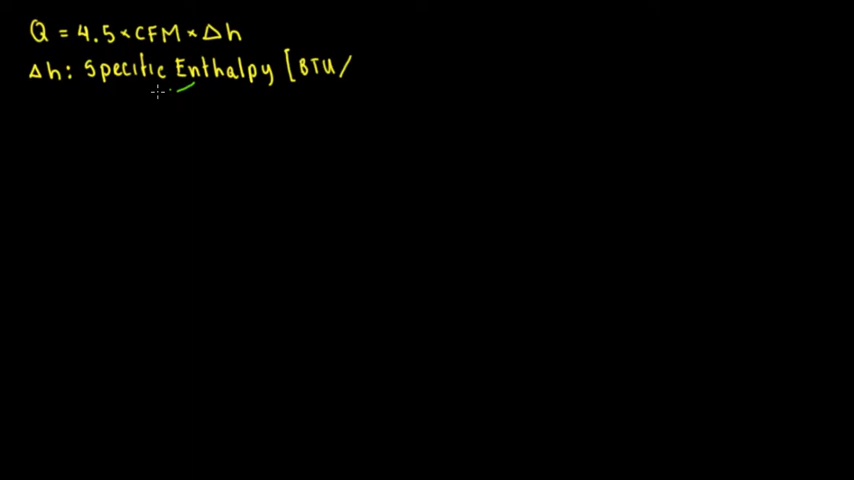 Q = 4.5 × CFM × Δh
Δh: Specific Enthalpy [BTU/